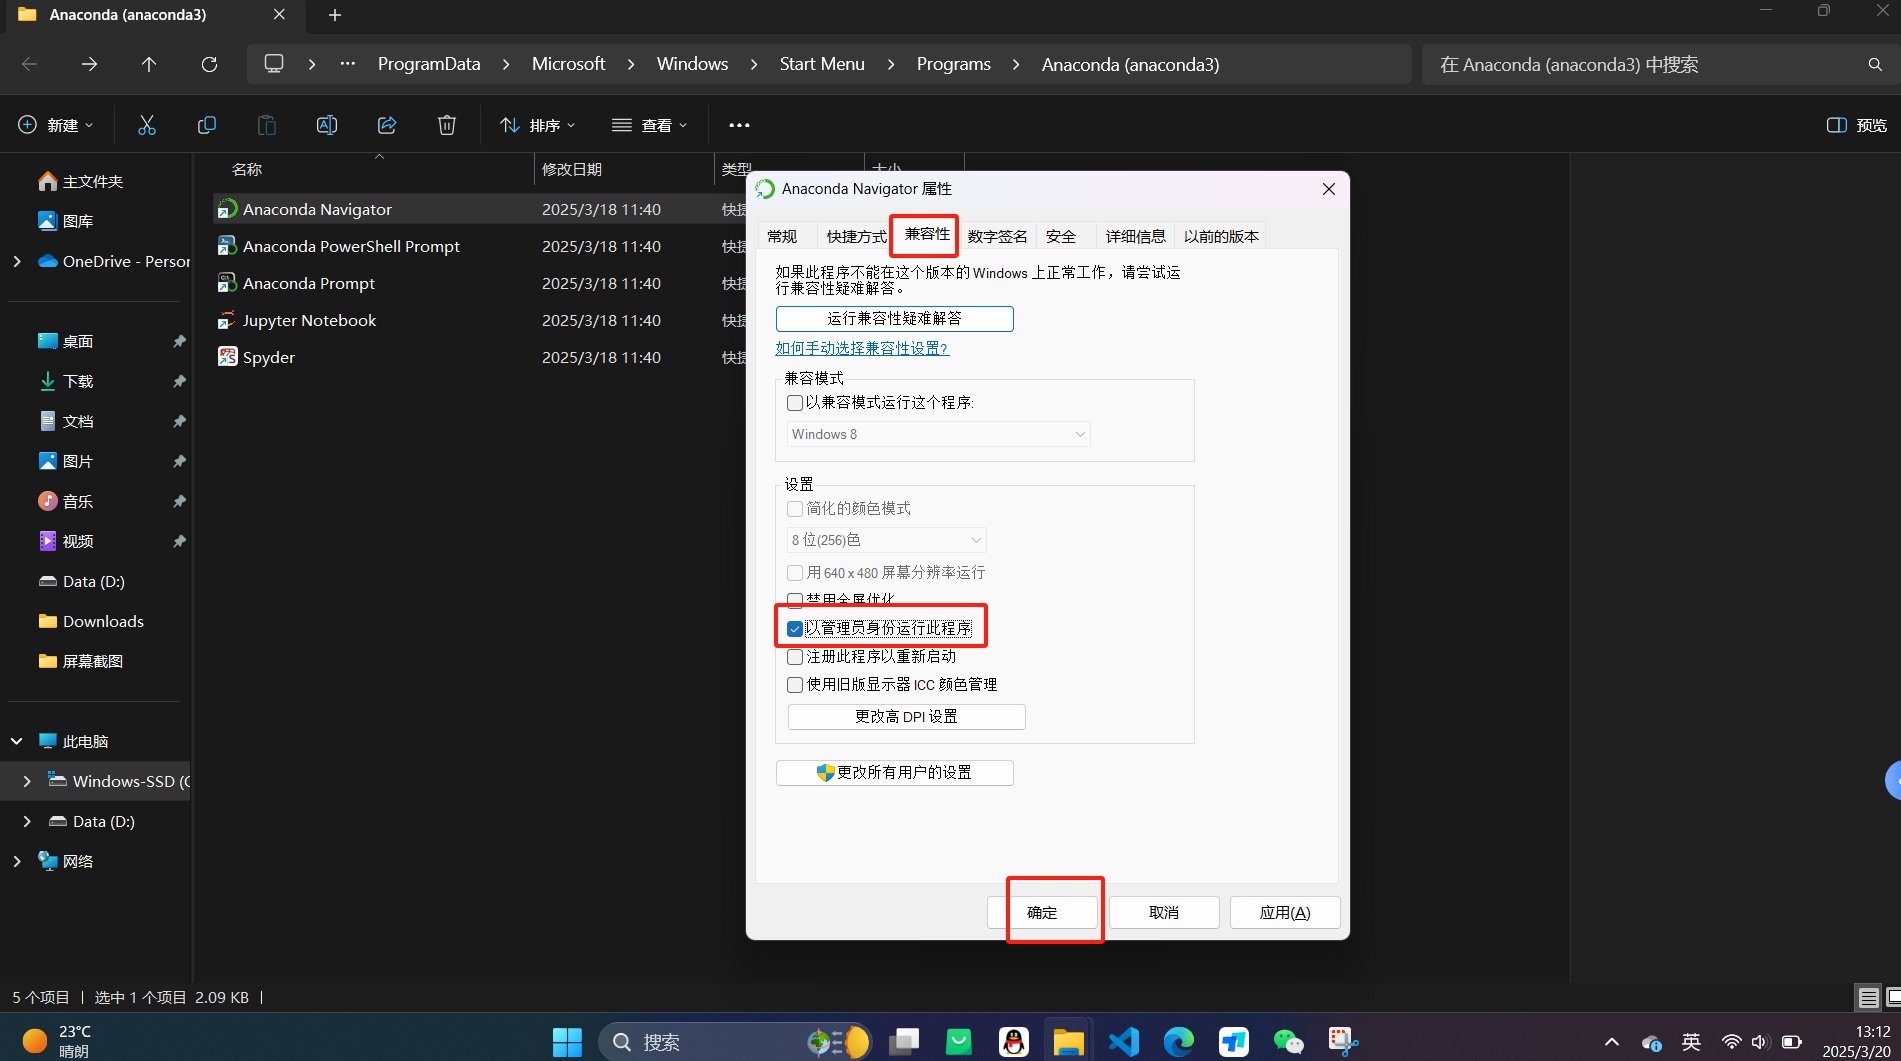 Anaconda (anaconda3)
ProgramData
Microsoft
Windows
Start Menu
Programs
Anaconda (anaconda3)
在 Anaconda (anaconda3) 中搜索
新建
排序
查看
预览
主文件夹
图库
OneDrive - Persor
桌面
下载
文档
图片
音乐
视频
Data (D:)
Downloads
屏幕截图
此电脑
Windows-SSD (C
Data (D:)
网络
名称 修改日期 类型 大小
Anaconda Navigator 2025/3/18 11:40 快捷
Anaconda PowerShell Prompt 2025/3/18 11:40 快捷
Anaconda Prompt 2025/3/18 11:40 快捷
Jupyter Notebook 2025/3/18 11:40 快捷
Spyder 2025/3/18 11:40 快捷
Anaconda Navigator 属性
常规 快捷方式 兼容性 数字签名 安全 详细信息 以前的版本
如果此程序不能在这个版本的 Windows 上正常工作，请尝试运
行兼容性疑难解答。
运行兼容性疑难解答
如何手动选择兼容性设置?
兼容模式
以兼容模式运行这个程序:
Windows 8
设置
简化的颜色模式
8 位(256)色
用 640 x 480 屏幕分辨率运行
禁用全屏优化
以管理员身份运行此程序
注册此程序以重新启动
使用旧版显示器 ICC 颜色管理
更改高 DPI 设置
更改所有用户的设置
确定 取消 应用(A)
5 个项目 选中 1 个项目 2.09 KB
23°C
晴朗
搜索
英
13:12
2025/3/20